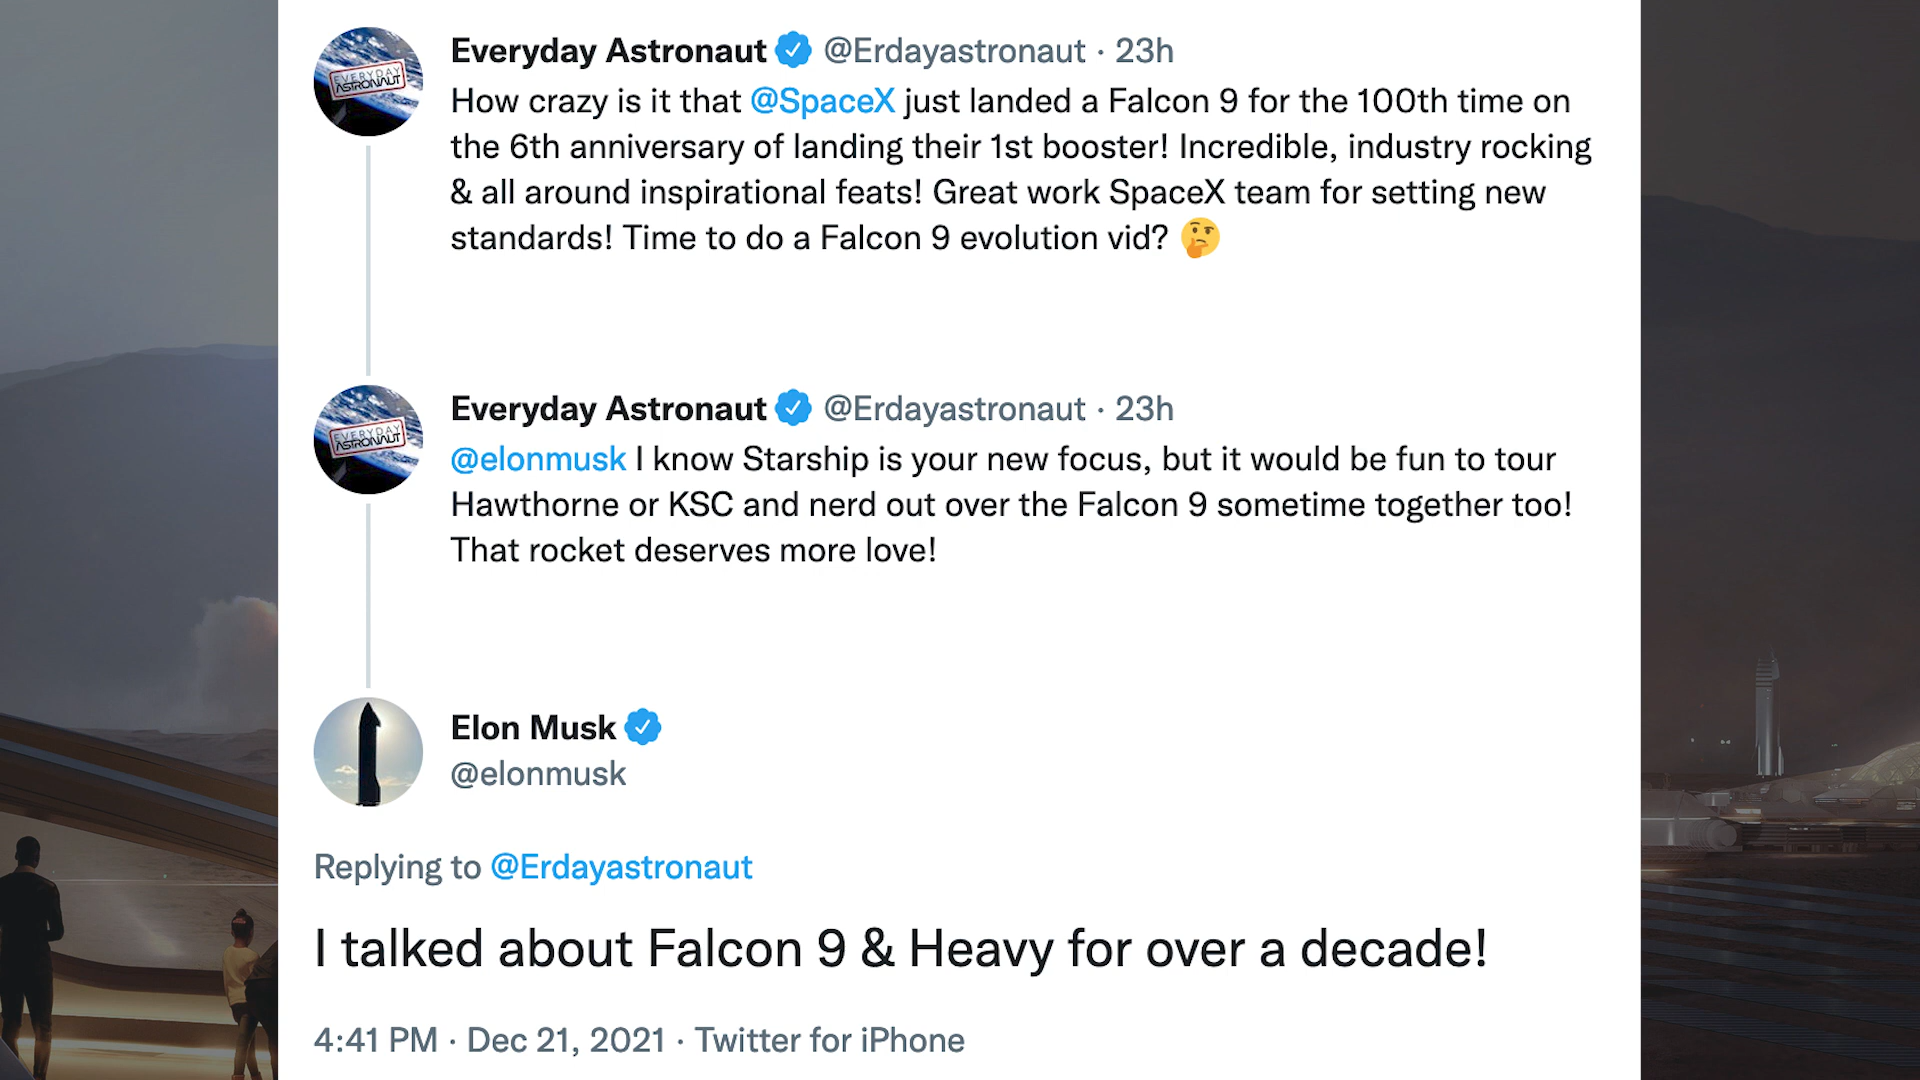 Everyday Astronaut @Erdayastronaut · 23h
EVERYDAY
ASTRONAUT
How crazy is it that @SpaceX just landed a Falcon 9 for the 100th time on
the 6th anniversary of landing their 1st booster! Incredible, industry rocking
& all around inspirational feats! Great work SpaceX team for setting new
standards! Time to do a Falcon 9 evolution vid? 🤔
Everyday Astronaut @Erdayastronaut · 23h
EVERYDAY
ASTRONAUT
@elonmusk I know Starship is your new focus, but it would be fun to tour
Hawthorne or KSC and nerd out over the Falcon 9 sometime together too!
That rocket deserves more love!
Elon Musk
@elonmusk
Replying to @Erdayastronaut
I talked about Falcon 9 & Heavy for over a decade!
4:41 PM · Dec 21, 2021 · Twitter for iPhone